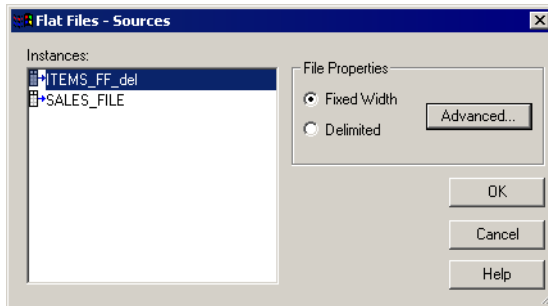 Flat Files - Sources
Instances:
ITEMS_FF_del
SALES_FILE
File Properties
Fixed Width
Delimited
Advanced...
OK
Cancel
Help